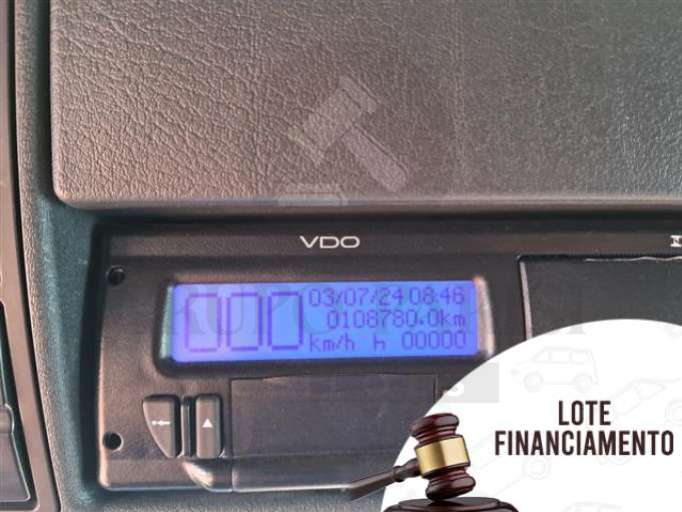 VDO
000 03/07/24 08:46
0108780.0km
km/h h 00000
LOTE
FINANCIAMENTO